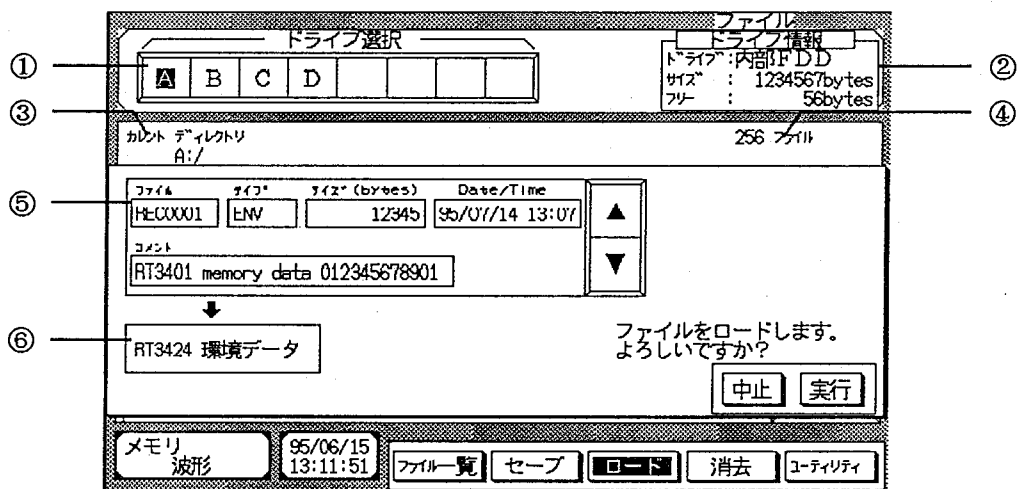 ファイル
ドライブ選択
ドライブ情報
① A B C D
ドライブ:内部FDD ②
サイズ : 1234567bytes
フリー : 56bytes
③ ④
カレント ディレクトリ 256 ファイル
A:/
⑤
ファイル タイプ サイズ(bytes) Date/Time
REC0001 ENV 12345 95/07/14 13:07 ▲
コメント
RT3401 memory data 012345678901 ▼
⑥ RT3424 環境データ
ファイルをロードします。
よろしいですか?
中止 実行
メモリ
波形
95/06/15
13:11:51
ファイル一覧 セーブ ロード 消去 ユーティリティ